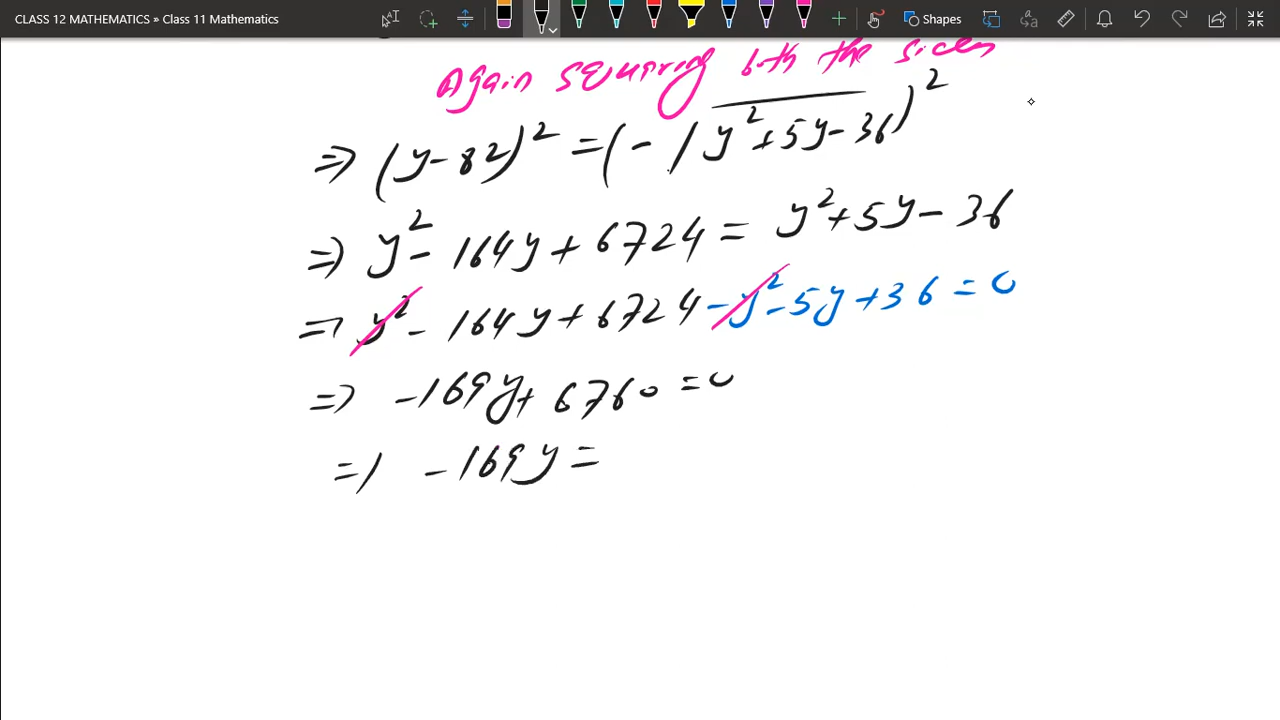 CLASS 12 MATHEMATICS » Class 11 Mathematics
Shapes
Again squiring both the sides
=> (y-82)² = (-√y²+5y-36)²
=> y² - 164y + 6724 = y²+5y-36
=> y² - 164y + 6724 -y²-5y+36 = 0
=> -169y+ 6760 =0
=> -169y =